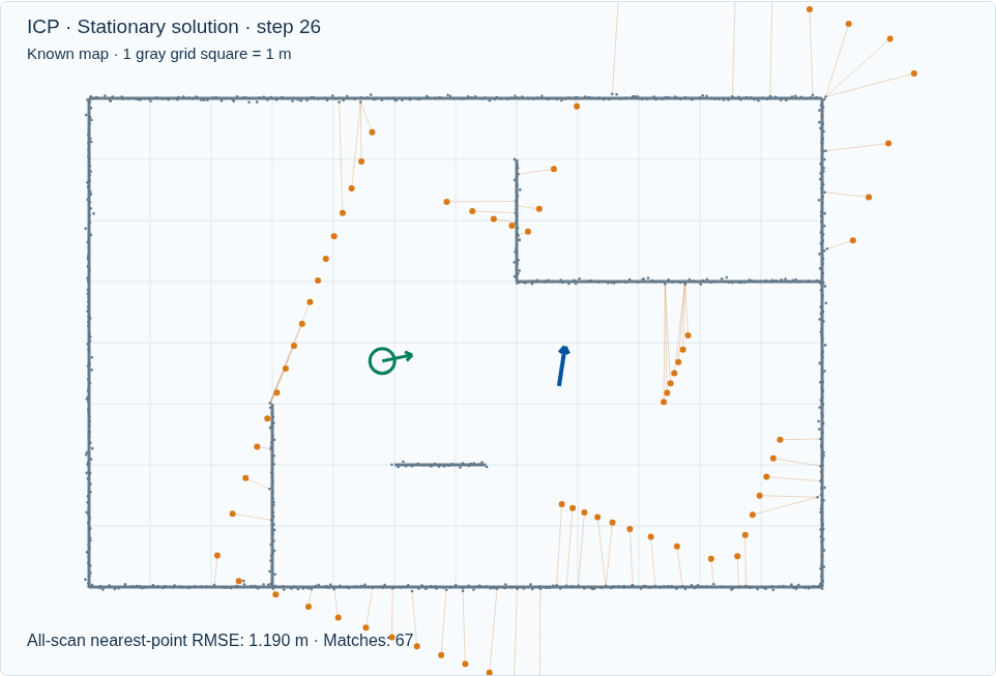 ICP · Stationary solution · step 26
Known map · 1 gray grid square = 1 m
All-scan nearest-point RMSE: 1.190 m · Matches: 67